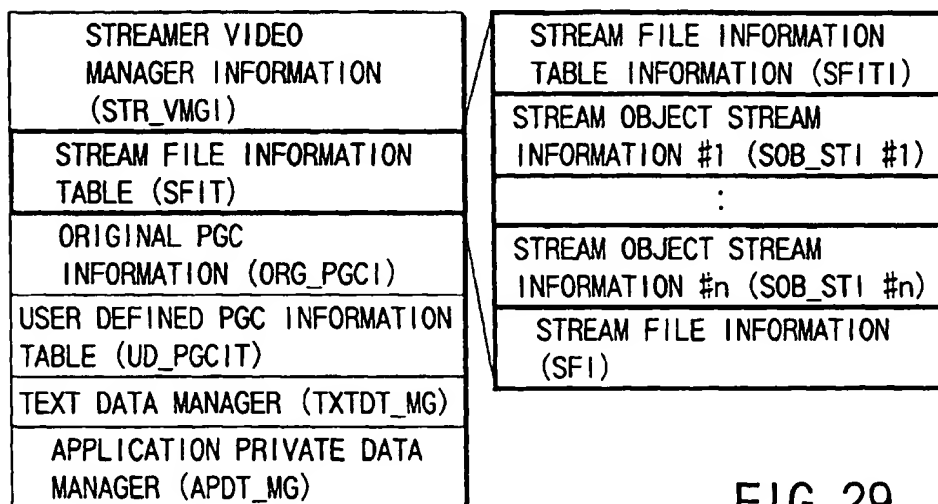 STREAMER VIDEO
MANAGER INFORMATION
(STR_VMGI)
STREAM FILE INFORMATION
TABLE (SFIT)
ORIGINAL PGC
INFORMATION (ORG_PGCI)
USER DEFINED PGC INFORMATION
TABLE (UD_PGCIT)
TEXT DATA MANAGER (TXTDT_MG)
APPLICATION PRIVATE DATA
MANAGER (APDT_MG)
STREAM FILE INFORMATION
TABLE INFORMATION (SFITI)
STREAM OBJECT STREAM
INFORMATION #1 (SOB_STI #1)
:
STREAM OBJECT STREAM
INFORMATION #n (SOB_STI #n)
STREAM FILE INFORMATION
(SFI)
FIG. 29